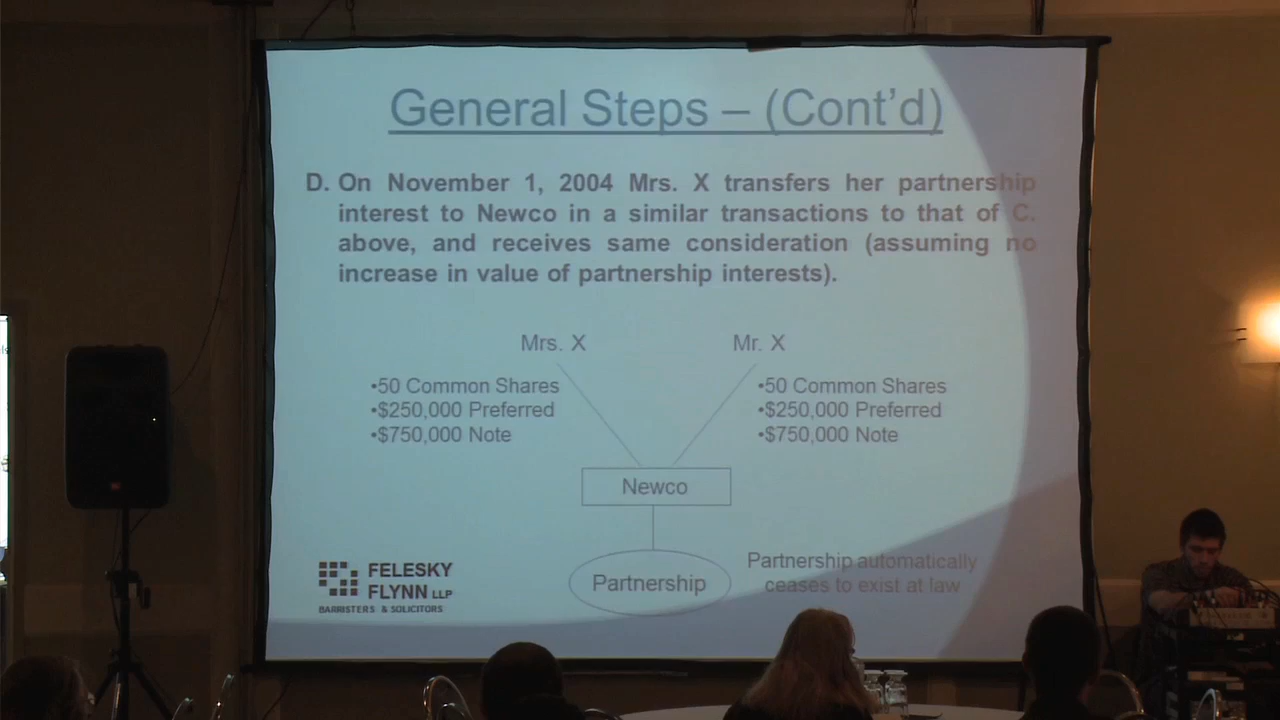 General Steps – (Cont'd)
D. On November 1, 2004 Mrs. X transfers her partnership
interest to Newco in a similar transactions to that of C.
above, and receives same consideration (assuming no
increase in value of partnership interests).
Mrs. X
Mr. X
•50 Common Shares
•$250,000 Preferred
•$750,000 Note
•50 Common Shares
•$250,000 Preferred
•$750,000 Note
Newco
Partnership
Partnership automatically
ceases to exist at law
FELESKY
FLYNN LLP
BARRISTERS & SOLICITORS